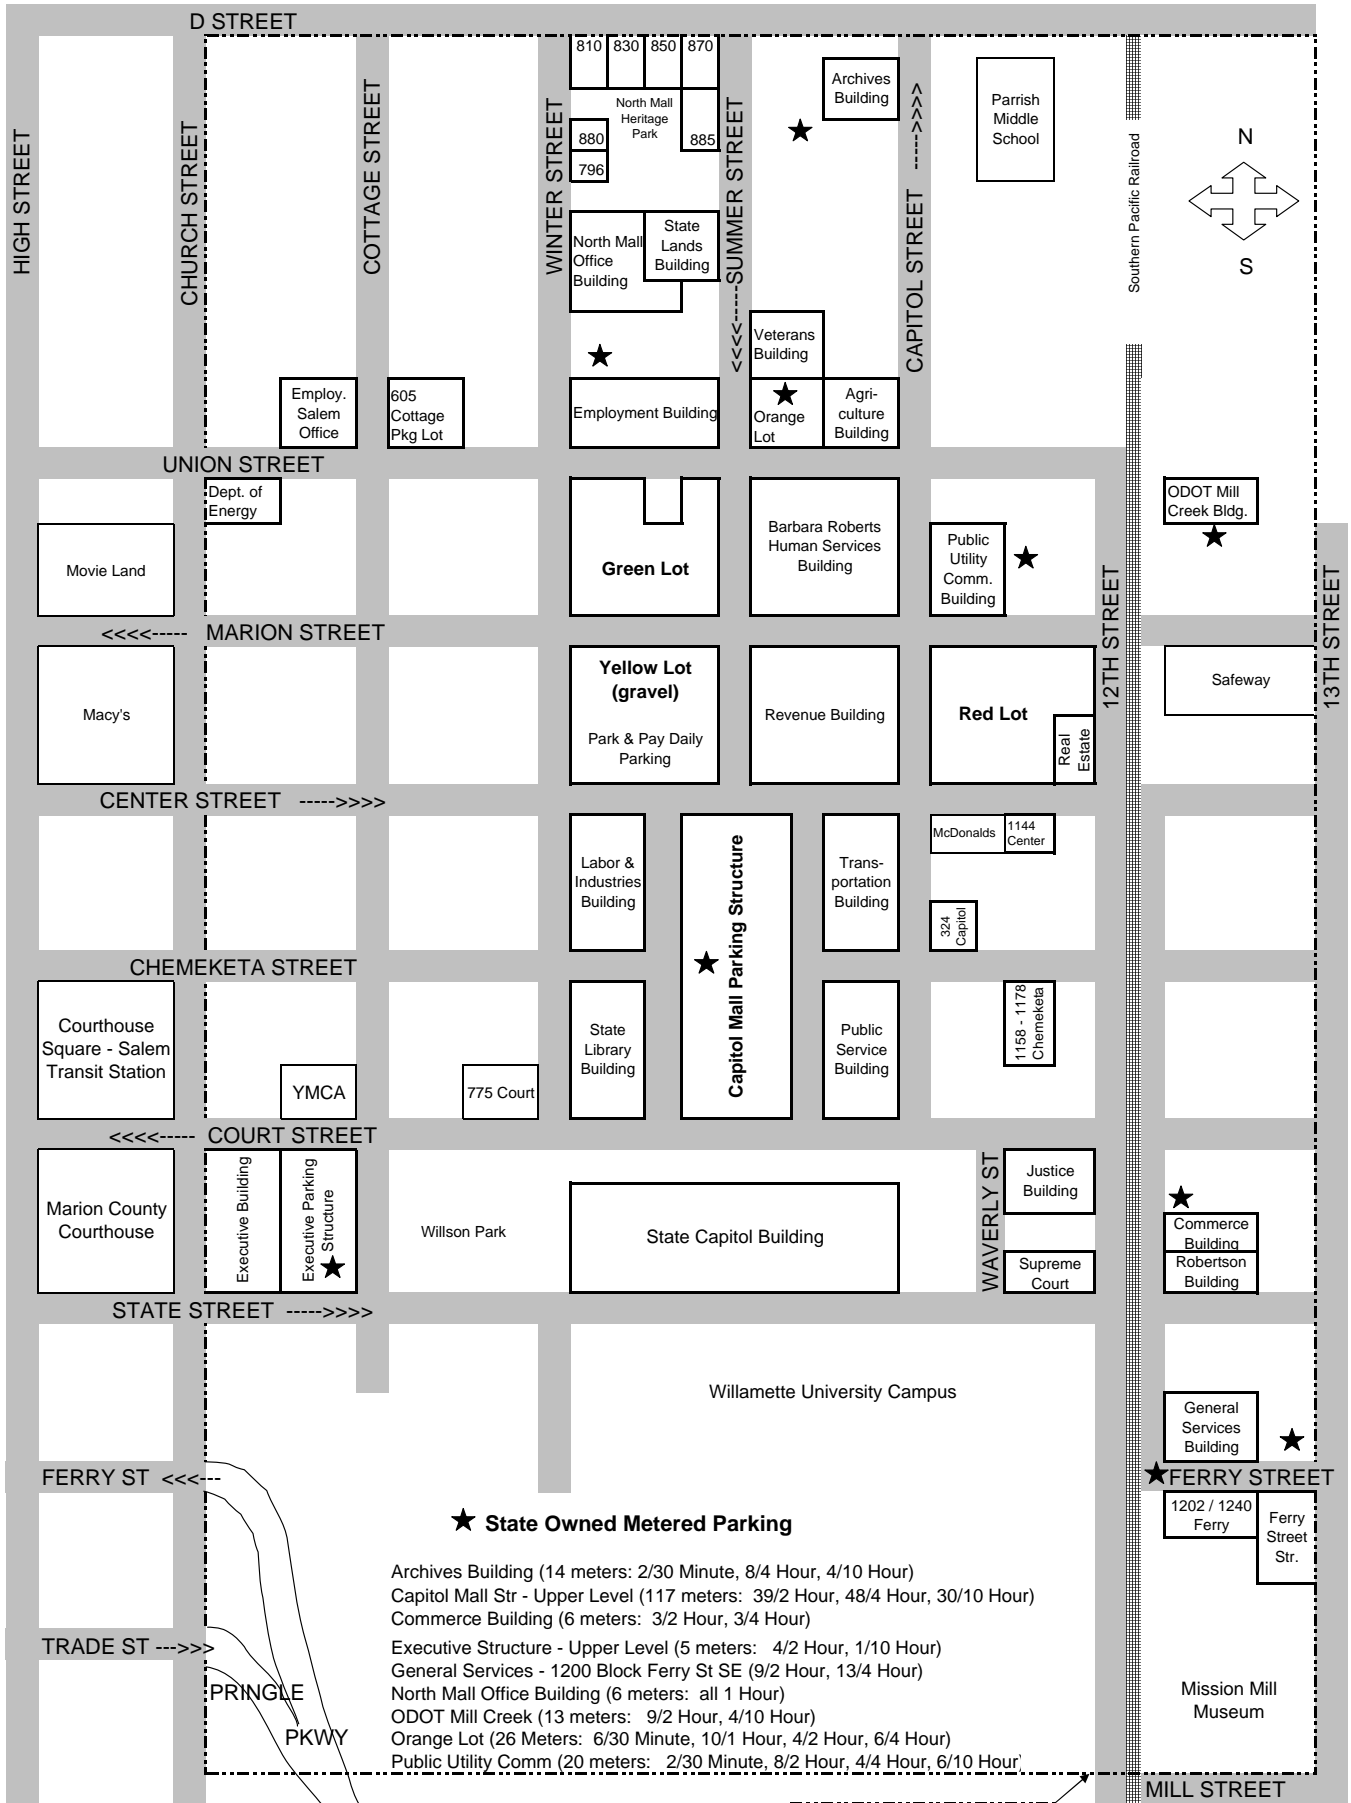 D STREET
810
830
850
870
HIGH STREET
CHURCH STREET
COTTAGE STREET
WINTER STREET
<<<<-----SUMMER STREET
CAPITOL STREET ----->>>>
North Mall
Heritage
Park
880
885
796
Archives
Building
Parrish
Middle
School
Southern Pacific Railroad
N
S
North Mall
Office
Building
State
Lands
Building
Veterans
Building
Employ.
Salem
Office
605
Cottage
Pkg Lot
Employment Building
Orange
Lot
Agri-
culture
Building
UNION STREET
Dept. of
Energy
Movie Land
Green Lot
Barbara Roberts
Human Services
Building
Public
Utility
Comm.
Building
ODOT Mill
Creek Bldg.
12TH STREET
13TH STREET
<<<<----- MARION STREET
Macy's
Yellow Lot
(gravel)
Park & Pay Daily
Parking
Revenue Building
Red Lot
Real
Estate
Safeway
CENTER STREET ----->>>>
Labor &
Industries
Building
Capitol Mall Parking Structure
Trans-
portation
Building
McDonalds
1144
Center
324
Capitol
CHEMEKETA STREET
Courthouse
Square - Salem
Transit Station
YMCA
775 Court
State
Library
Building
Public
Service
Building
1158 - 1178
Chemeketa
<<<<----- COURT STREET
Marion County
Courthouse
Executive Building
Executive Parking
Structure
Willson Park
State Capitol Building
WAVERLY ST
Justice
Building
Supreme
Court
Commerce
Building
Robertson
Building
STATE STREET ----->>>>
Willamette University Campus
General
Services
Building
FERRY ST <<<---
FERRY STREET
1202 / 1240
Ferry
Ferry
Street
Str.
State Owned Metered Parking
Archives Building (14 meters: 2/30 Minute, 8/4 Hour, 4/10 Hour)
Capitol Mall Str - Upper Level (117 meters: 39/2 Hour, 48/4 Hour, 30/10 Hour)
Commerce Building (6 meters: 3/2 Hour, 3/4 Hour)
Executive Structure - Upper Level (5 meters: 4/2 Hour, 1/10 Hour)
General Services - 1200 Block Ferry St SE (9/2 Hour, 13/4 Hour)
North Mall Office Building (6 meters: all 1 Hour)
ODOT Mill Creek (13 meters: 9/2 Hour, 4/10 Hour)
Orange Lot (26 Meters: 6/30 Minute, 10/1 Hour, 4/2 Hour, 6/4 Hour)
Public Utility Comm (20 meters: 2/30 Minute, 8/2 Hour, 4/4 Hour, 6/10 Hour)
TRADE ST --->>>
PRINGLE
PKWY
Mission Mill
Museum
MILL STREET